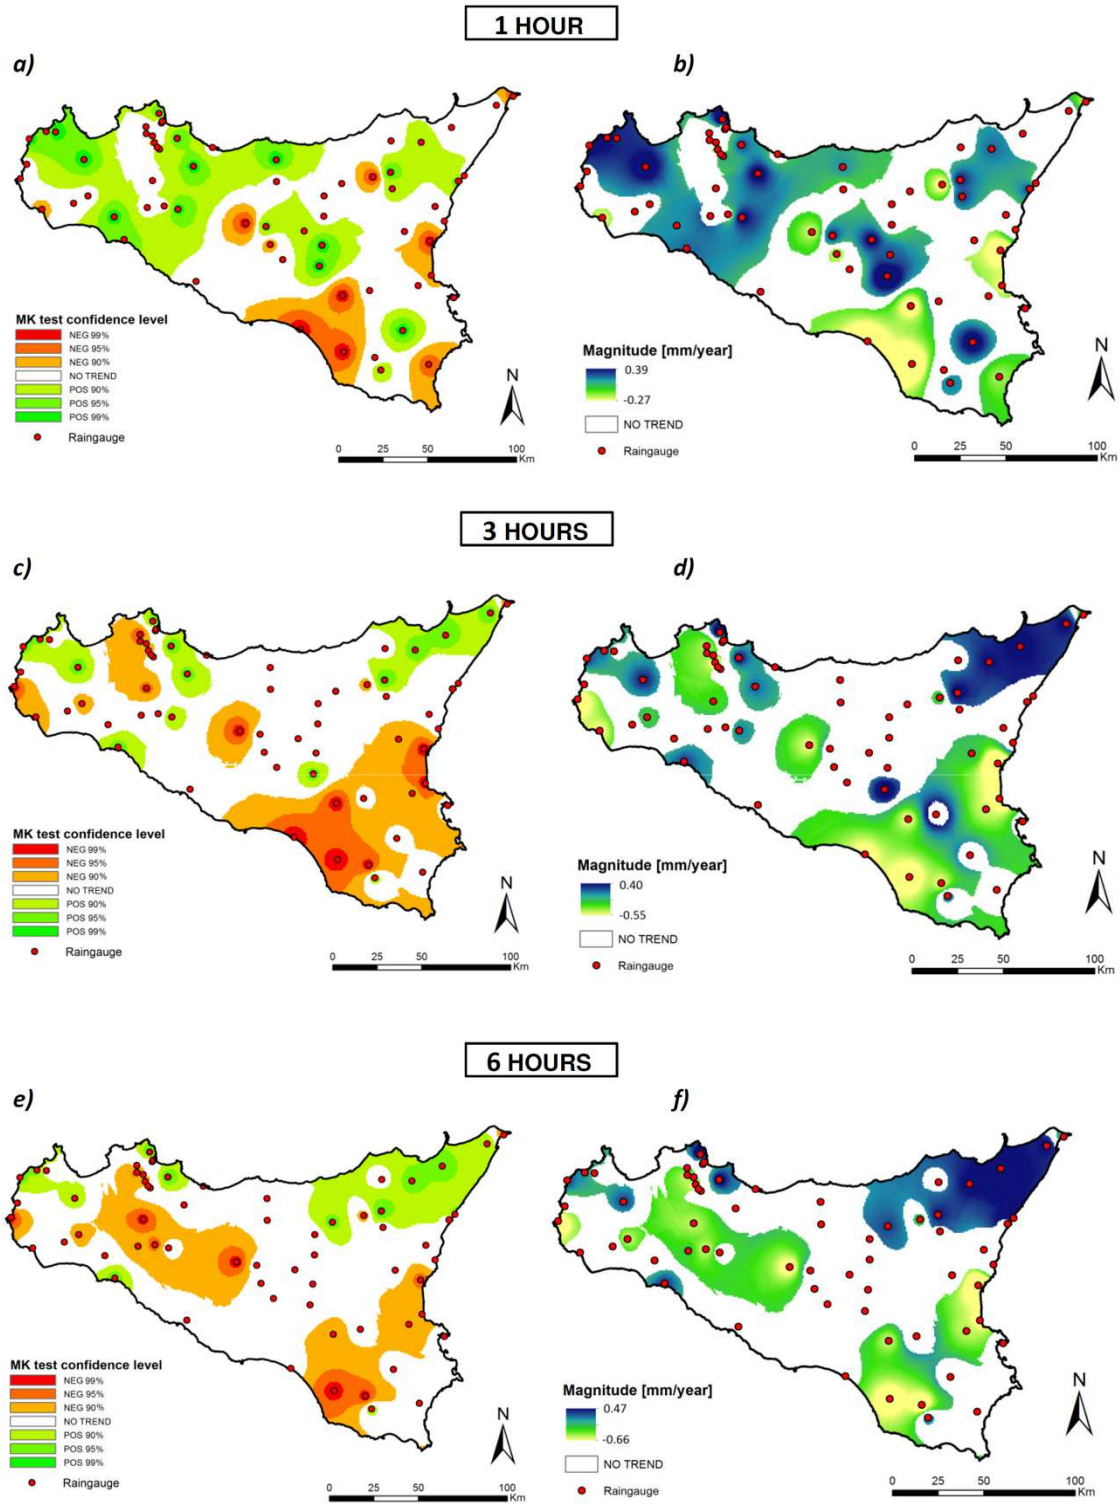 1 HOUR
a)
b)
MK test confidence level
NEG 99%
NEG 95%
NEG 90%
NO TREND
POS 90%
POS 95%
POS 99%
Raingauge
N
0 25 50 100
Km
Magnitude [mm/year]
0.39
-0.27
NO TREND
Raingauge
N
0 25 50 100
Km
3 HOURS
c)
d)
MK test confidence level
NEG 99%
NEG 95%
NEG 90%
NO TREND
POS 90%
POS 95%
POS 99%
Raingauge
N
0 25 50 100
Km
Magnitude [mm/year]
0.40
-0.55
NO TREND
Raingauge
N
0 25 50 100
Km
6 HOURS
e)
f)
MK test confidence level
NEG 99%
NEG 95%
NEG 90%
NO TREND
POS 90%
POS 95%
POS 99%
Raingauge
N
0 25 50 100
Km
Magnitude [mm/year]
0.47
-0.66
NO TREND
Raingauge
N
0 25 50 100
Km